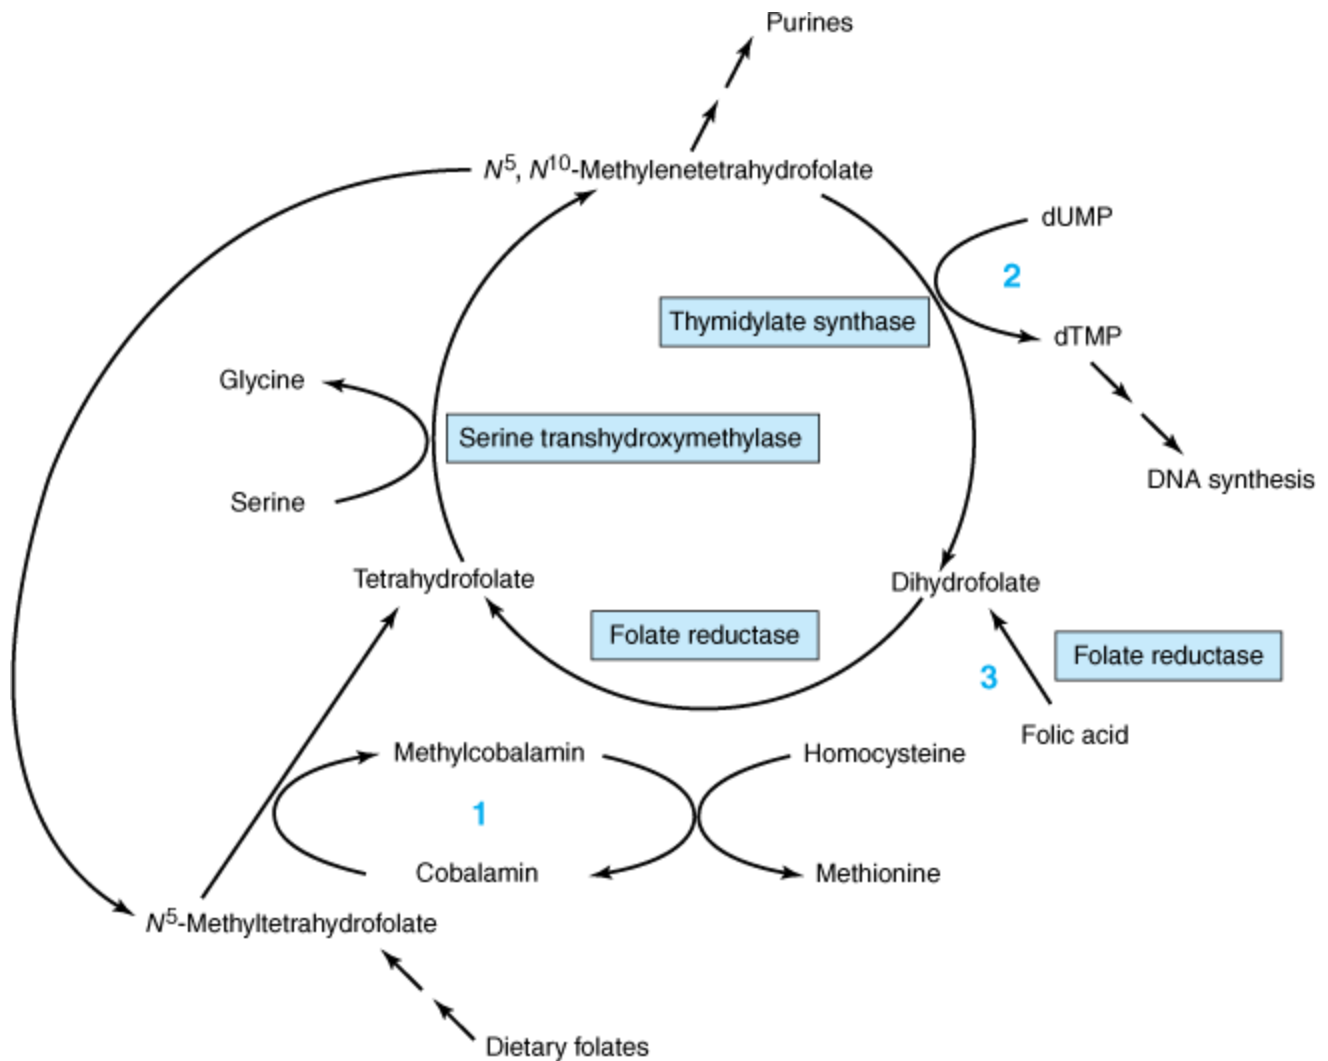 Purines
N⁵, N¹⁰-Methylenetetrahydrofolate
dUMP
2
Thymidylate synthase
dTMP
Glycine
Serine transhydroxymethylase
DNA synthesis
Serine
Tetrahydrofolate
Dihydrofolate
Folate reductase
Folate reductase
3
Folic acid
Methylcobalamin
Homocysteine
1
Cobalamin
Methionine
N⁵-Methyltetrahydrofolate
Dietary folates